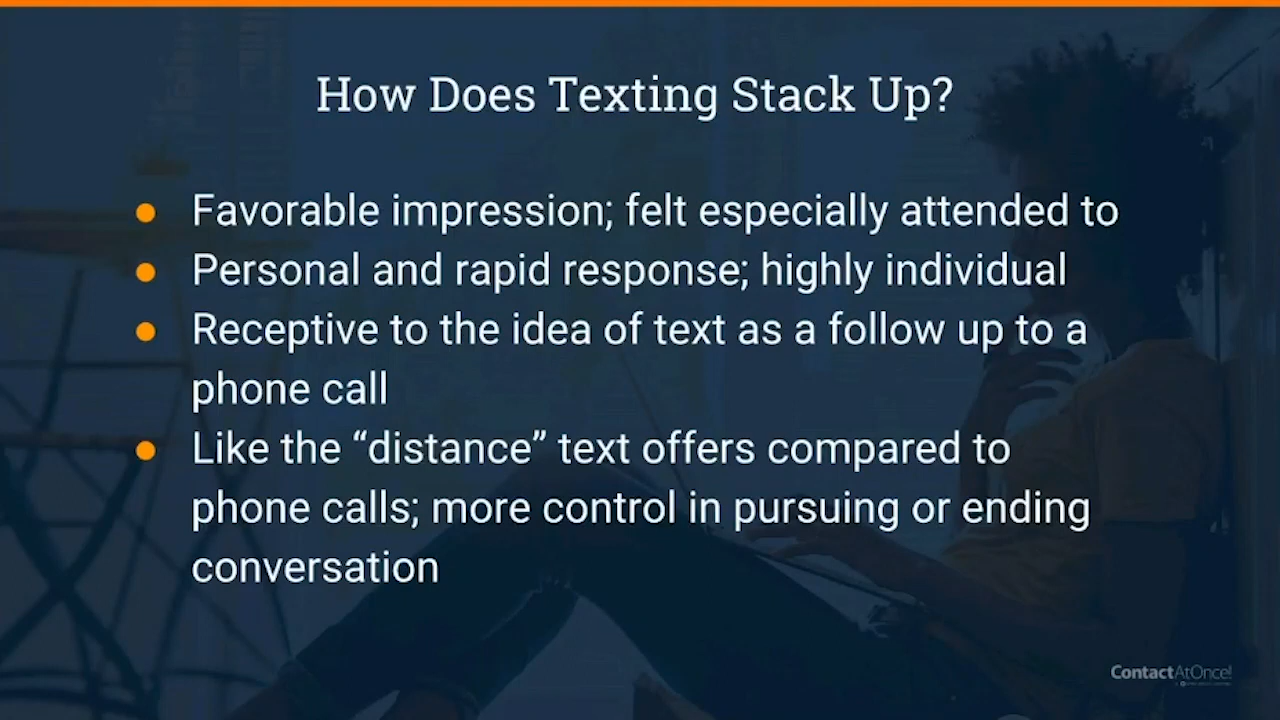 How Does Texting Stack Up?
Favorable impression; felt especially attended to
Personal and rapid response; highly individual
Receptive to the idea of text as a follow up to a
phone call
Like the “distance” text offers compared to
phone calls; more control in pursuing or ending
conversation
ContactAtOnce!